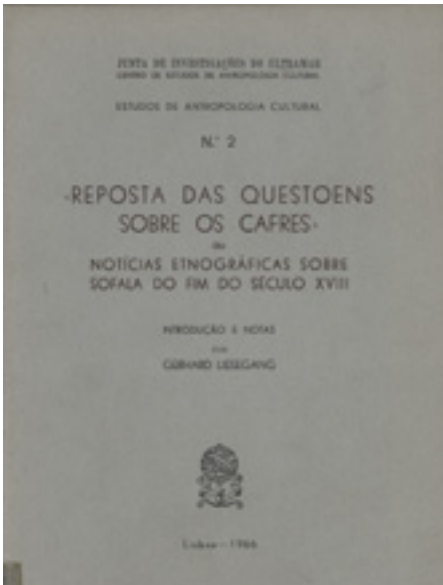 JUNTA DE INVESTIGAÇÕES DO ULTRAMAR
CENTRO DE ESTUDOS DE ANTROPOLOGIA CULTURAL
ESTUDOS DE ANTROPOLOGIA CULTURAL
N.° 2
«REPOSTA DAS QUESTOENS
SOBRE OS CAFRES»
ou
NOTÍCIAS ETNOGRÁFICAS SOBRE
SOFALA DO FIM DO SÉCULO XVIII
INTRODUÇÃO E NOTAS
POR
GERHARD LIESEGANG
Lisboa — 1966